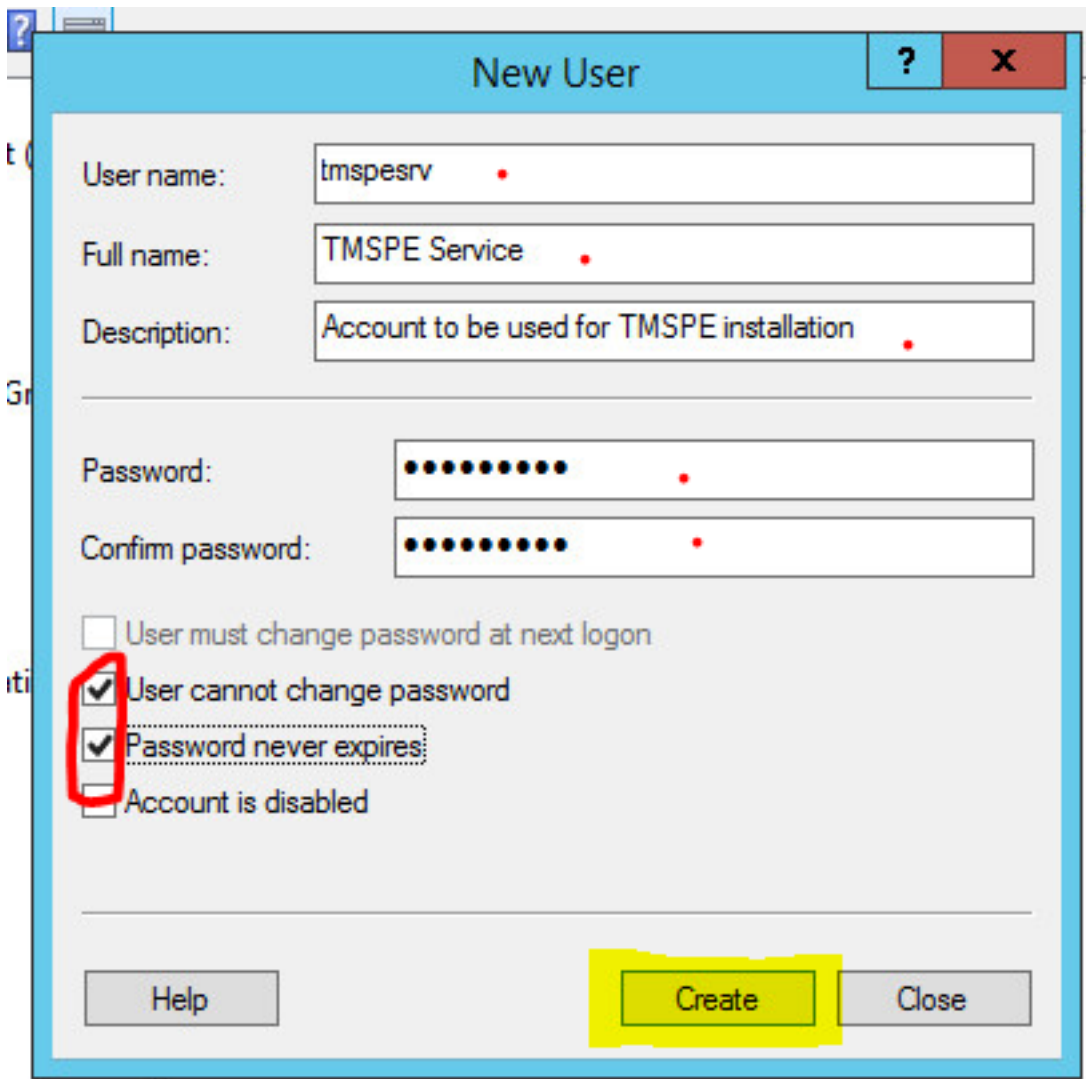 ?
New User
?
x
t (
User name:
tmspesrv
Full name:
TMSPE Service
Description:
Account to be used for TMSPE installation
Gr
Password:
•••••••••
Confirm password:
•••••••••
User must change password at next logon
ati
User cannot change password
Password never expires
Account is disabled
Help
Create
Close